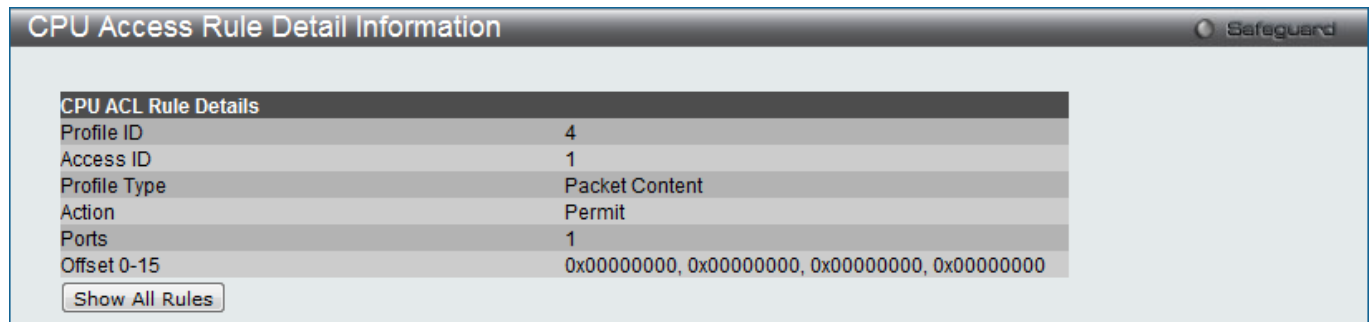 CPU Access Rule Detail Information Safeguard
CPU ACL Rule Details
Profile ID 4
Access ID 1
Profile Type Packet Content
Action Permit
Ports 1
Offset 0-15 0x00000000, 0x00000000, 0x00000000, 0x00000000
Show All Rules